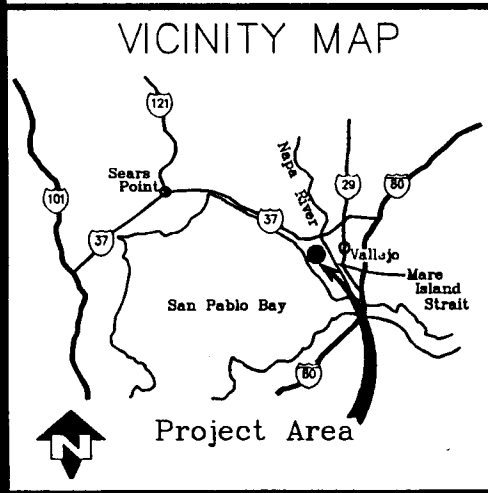 VICINITY MAP
121
Sears
Point
101
37
Napa
River
37
29
80
Vallejo
Mare
Island
Strait
San Pablo Bay
80
N
Project Area